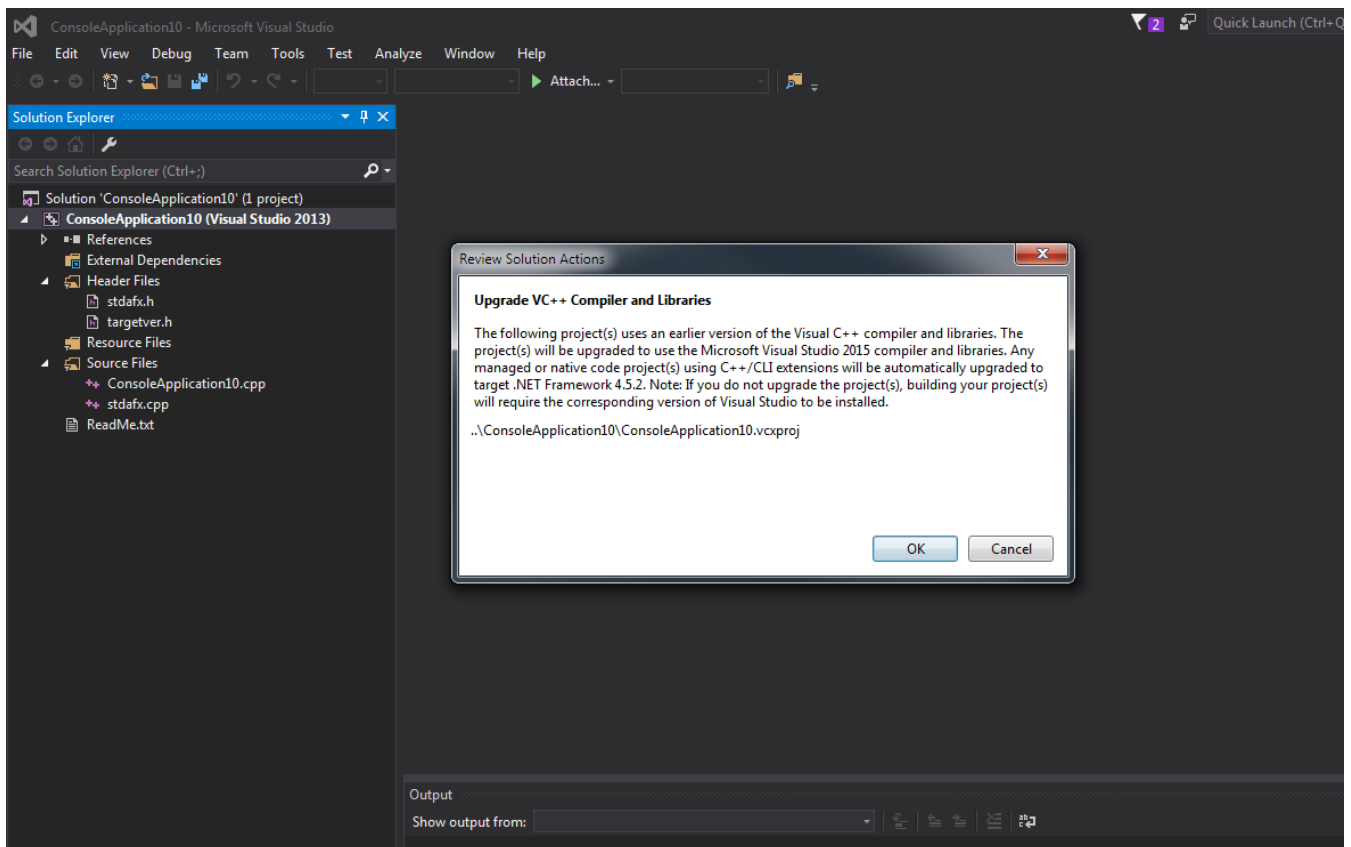 ConsoleApplication10 - Microsoft Visual Studio
2
Quick Launch (Ctrl+Q
File Edit View Debug Team Tools Test Analyze Window Help
Attach...
Solution Explorer
Search Solution Explorer (Ctrl+;)
Solution 'ConsoleApplication10' (1 project)
ConsoleApplication10 (Visual Studio 2013)
References
External Dependencies
Header Files
stdafx.h
targetver.h
Resource Files
Source Files
ConsoleApplication10.cpp
stdafx.cpp
ReadMe.txt
Review Solution Actions
Upgrade VC++ Compiler and Libraries
The following project(s) uses an earlier version of the Visual C++ compiler and libraries. The
project(s) will be upgraded to use the Microsoft Visual Studio 2015 compiler and libraries. Any
managed or native code project(s) using C++/CLI extensions will be automatically upgraded to
target .NET Framework 4.5.2. Note: If you do not upgrade the project(s), building your project(s)
will require the corresponding version of Visual Studio to be installed.
..\ConsoleApplication10\ConsoleApplication10.vcxproj
OK Cancel
Output
Show output from: